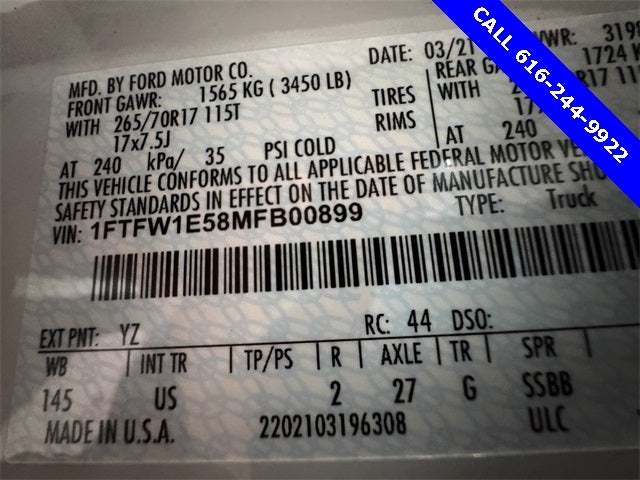 CALL 616-244-9922
MFD. BY FORD MOTOR CO. DATE: 03/21 GVWR: 3198
FRONT GAWR: 1565 KG ( 3450 LB) REAR 1724
WITH 265/70R17 115T TIRES WITH
17x7.5J RIMS
AT 240 kPa/ 35 PSI COLD AT 240
THIS VEHICLE CONFORMS TO ALL APPLICABLE FEDERAL MOTOR
SAFETY STANDARDS IN EFFECT ON THE DATE OF MANUFACTURE
VIN: 1FTFW1E58MFB00899 TYPE: Truck
EXT PNT: YZ RC: 44 DSO:
WB INT TR TP/PS R AXLE TR SPR
145 US 2 27 G SSBB
MADE IN U.S.A. 2202103196308 ULC